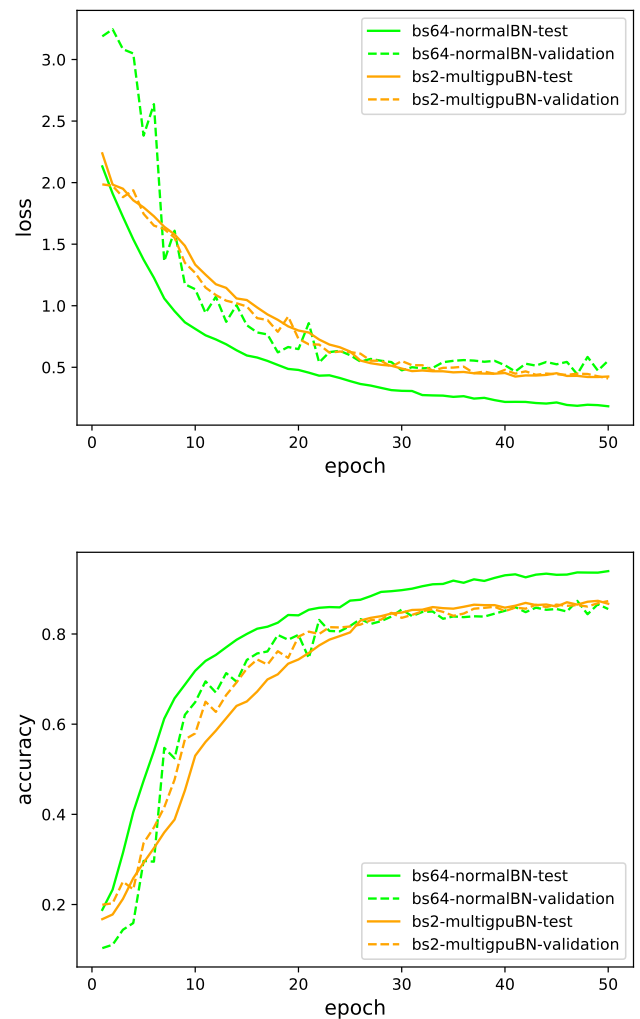 3.0
2.5
2.0
1.5
1.0
0.5
loss
bs64-normalBN-test
bs64-normalBN-validation
bs2-multigpuBN-test
bs2-multigpuBN-validation
0 10 20 30 40 50
epoch
0.8
0.6
0.4
0.2
accuracy
bs64-normalBN-test
bs64-normalBN-validation
bs2-multigpuBN-test
bs2-multigpuBN-validation
0 10 20 30 40 50
epoch